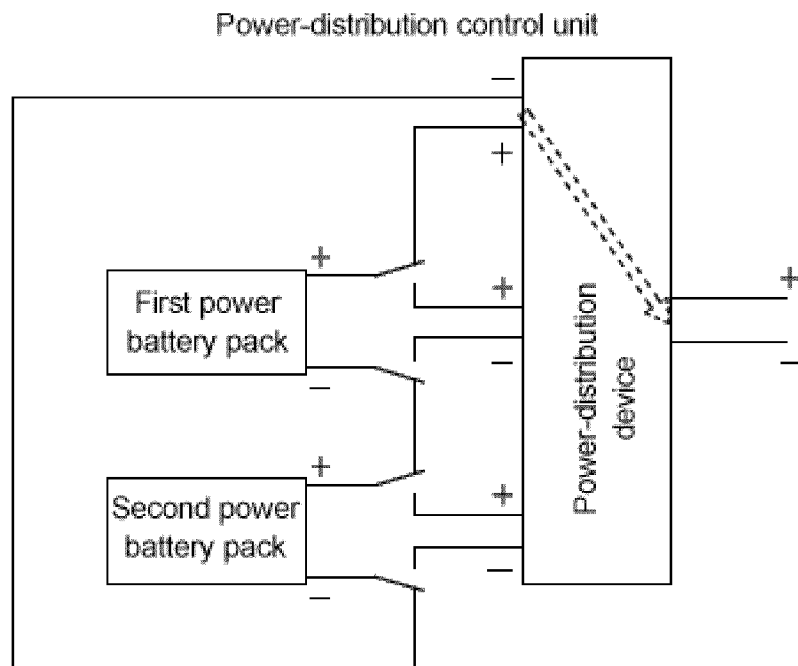 Power-distribution control unit
−
+
+
First power
battery pack
−
+
−
+
−
+
Second power
battery pack
−
+
−
Power-distribution
device
+
−